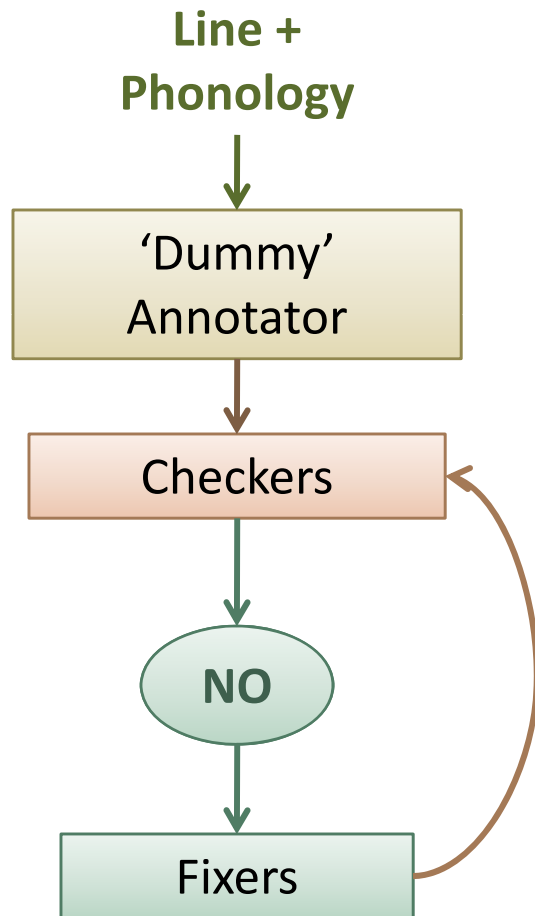 Line +
Phonology
‘Dummy’
Annotator
Checkers
NO
Fixers